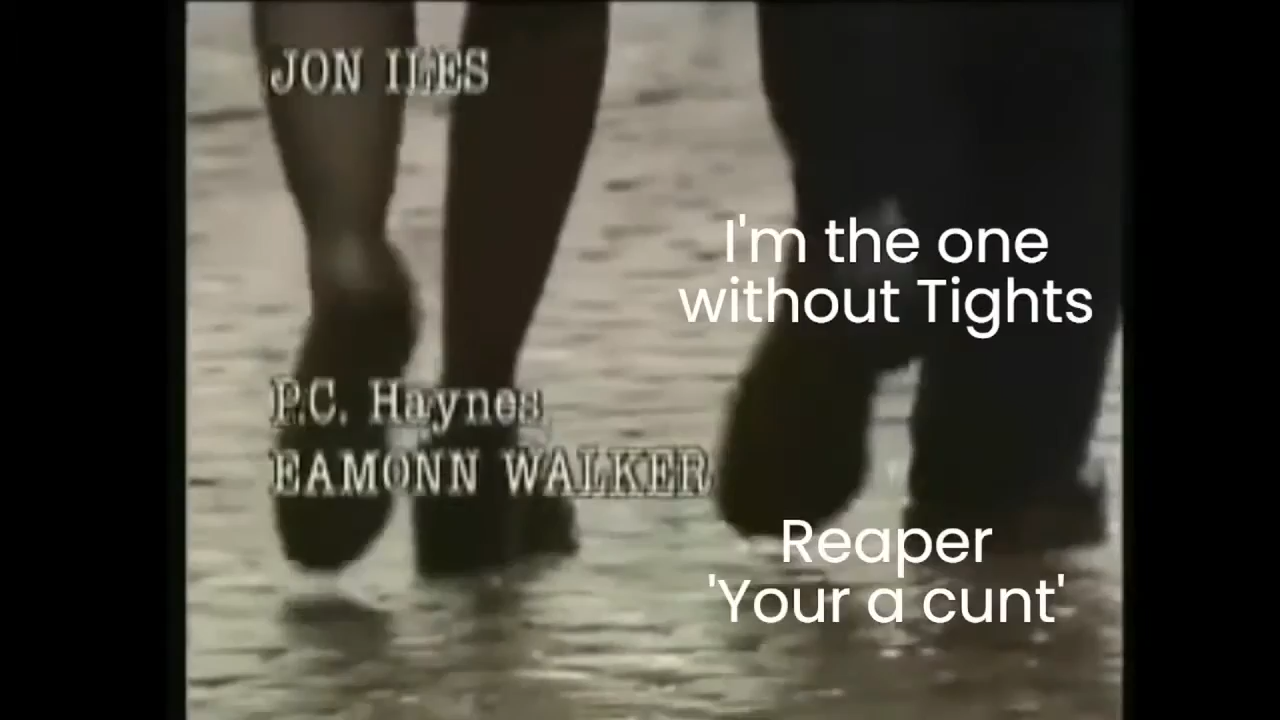 JON ILES
I'm the one
without Tights
P.C. Haynes
EAMONN WALKER
Reaper
'Your a cunt'